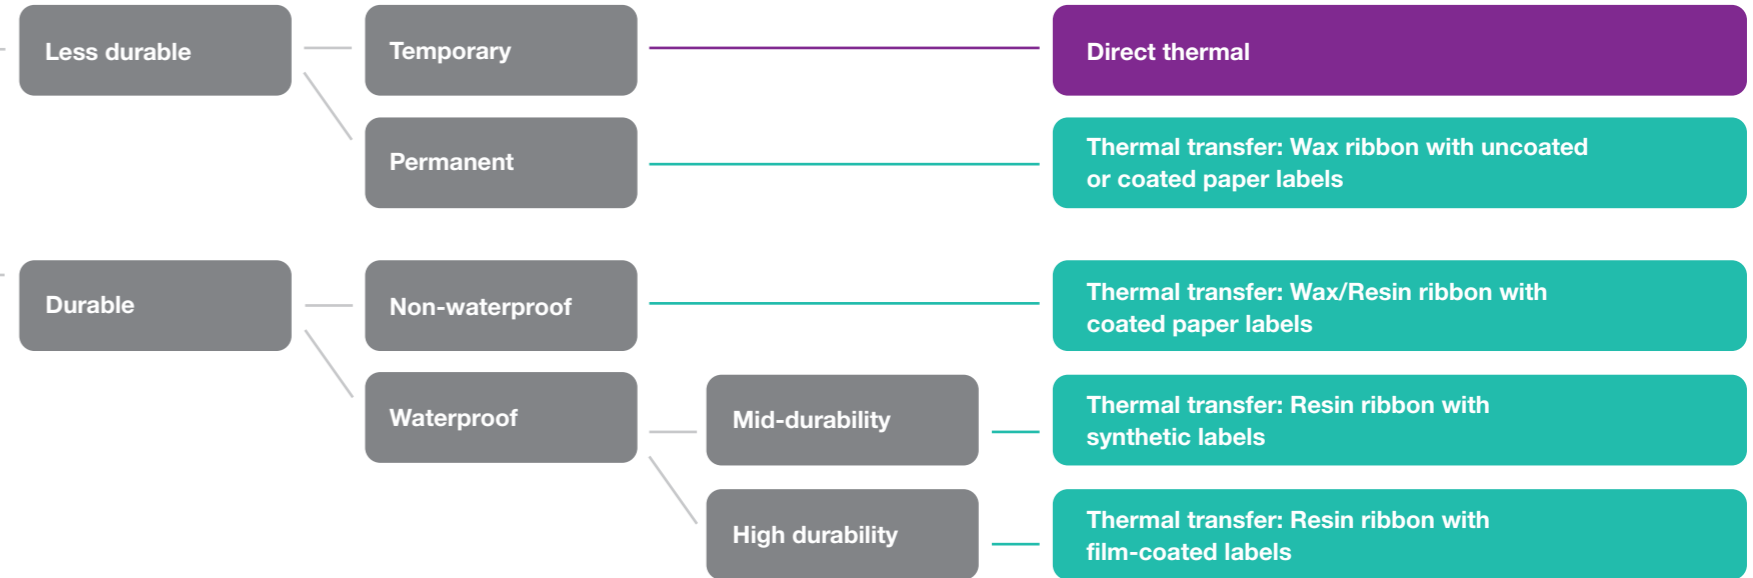 Less durable
Temporary
Direct thermal
Permanent
Thermal transfer: Wax ribbon with uncoated
or coated paper labels
Durable
Non-waterproof
Thermal transfer: Wax/Resin ribbon with
coated paper labels
Waterproof
Mid-durability
Thermal transfer: Resin ribbon with
synthetic labels
High durability
Thermal transfer: Resin ribbon with
film-coated labels